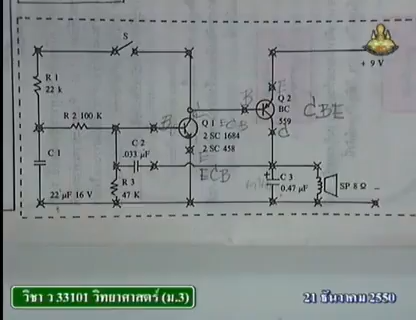 S
R 1
22 k
R 2 100 K
B
C
Q 1
ECB
2 SC 1684
2 SC 458
E
ECB
C 2
.033 µF
R 3
47 K
C 1
22 µF 16 V
B
E
Q 2
BC
559
C
CBE
+ 9 V
C 3
0.47 µF
SP 8 Ω
วิชา ว 33101 วิทยาศาสตร์ (ม.3)
21 ธันวาคม 2550